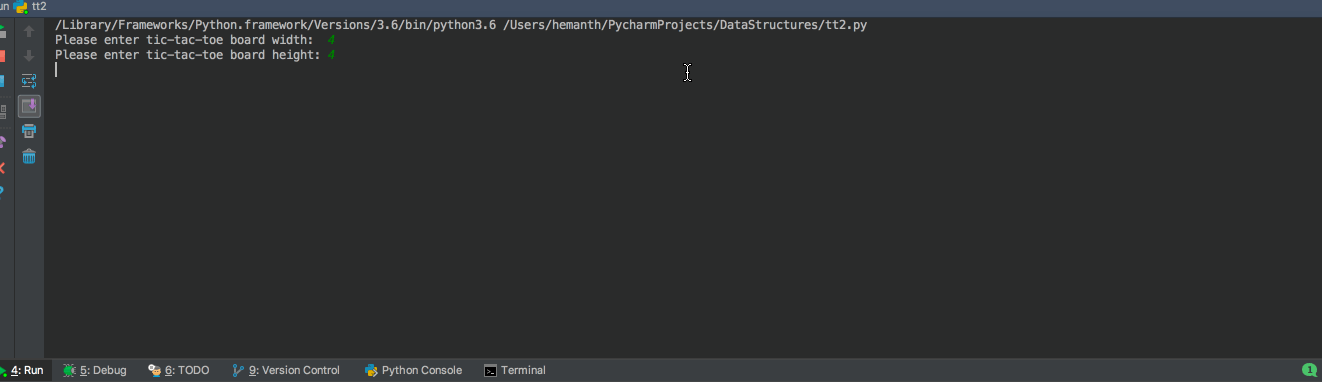 un tt2
/Library/Frameworks/Python.framework/Versions/3.6/bin/python3.6 /Users/hemanth/PycharmProjects/DataStructures/tt2.py
Please enter tic-tac-toe board width:  4
Please enter tic-tac-toe board height: 4
4: Run 5: Debug 6: TODO 9: Version Control Python Console Terminal 1